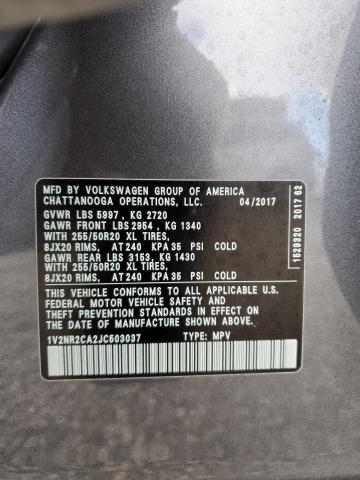 MFD BY VOLKSWAGEN GROUP OF AMERICA
CHATTANOOGA OPERATIONS, LLC. 04/2017
GVWR LBS 5997 , KG 2720
GAWR FRONT LBS 2954 , KG 1340
WITH 255/50R20 XL TIRES,
8JX20 RIMS, AT 240 KPA 35 PSI COLD
GAWR REAR LBS 3153, KG 1430
WITH 255/50R20 XL TIRES,
8JX20 RIMS, AT 240 KPA 35 PSI COLD
THIS VEHICLE CONFORMS TO ALL APPLICABLE U.S.
FEDERAL MOTOR VEHICLE SAFETY AND
THEFT PREVENTION STANDARDS IN EFFECT ON
THE DATE OF MANUFACTURE SHOWN ABOVE.
1V2NR2CA2JC503037 TYPE: MPV
1529320 2017 62